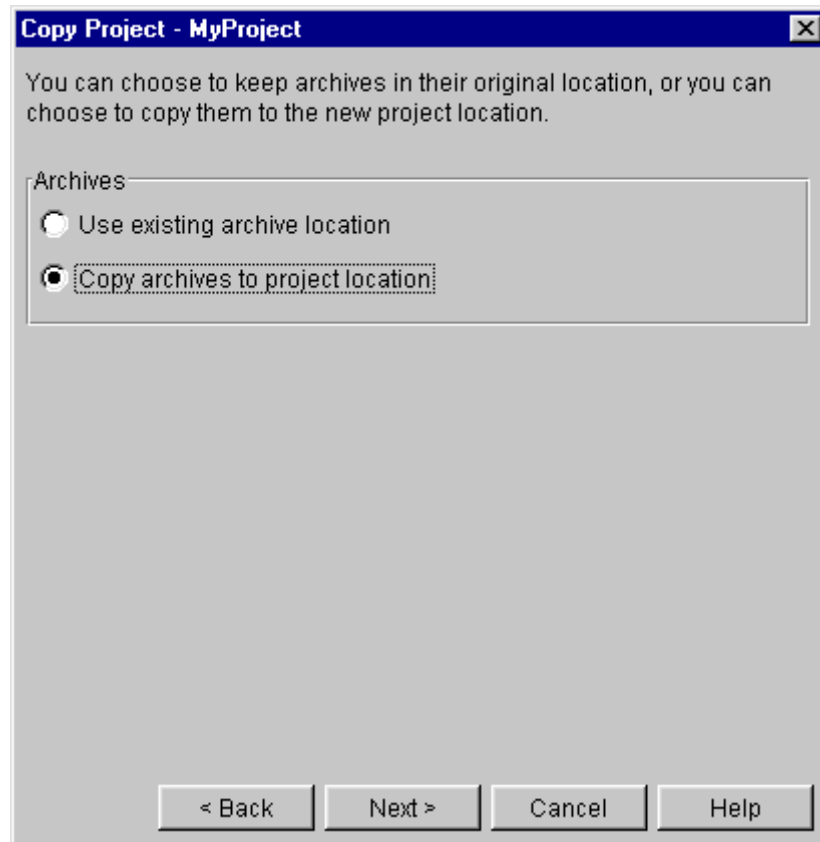 Copy Project - MyProject
You can choose to keep archives in their original location, or you can
choose to copy them to the new project location.
Archives
Use existing archive location
Copy archives to project location
< Back
Next >
Cancel
Help